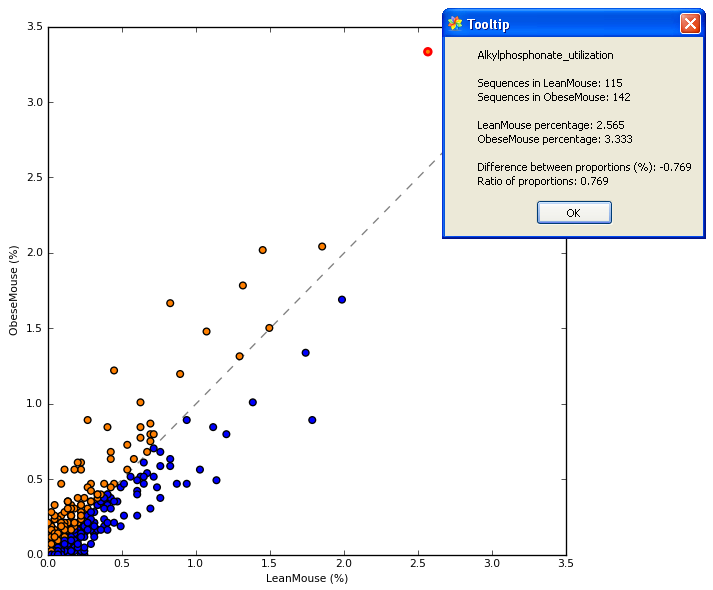 Tooltip
Alkylphosphonate_utilization
Sequences in LeanMouse: 115
Sequences in ObeseMouse: 142
LeanMouse percentage: 2.565
ObeseMouse percentage: 3.333
Difference between proportions (%): -0.769
Ratio of proportions: 0.769
OK
ObeseMouse (%)
3.5
3.0
2.5
2.0
1.5
1.0
0.5
0.0
0.0 0.5 1.0 1.5 2.0 2.5 3.0 3.5
LeanMouse (%)